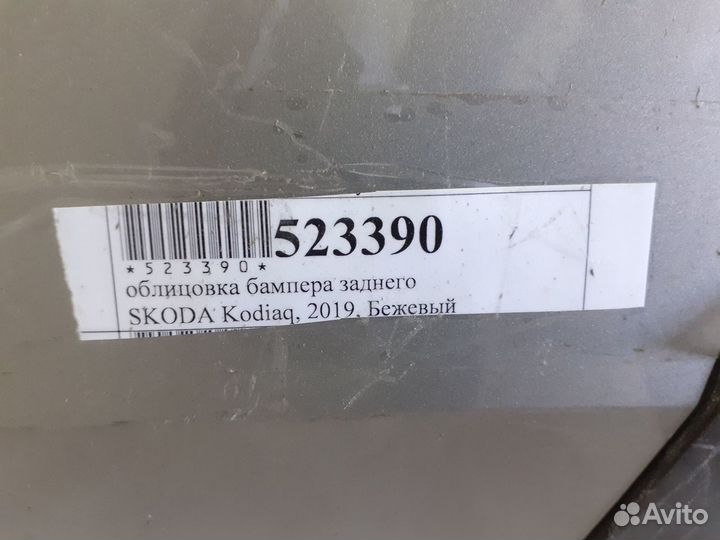 523390
*523390*
облицовка бампера заднего
SKODA Kodiaq, 2019, Бежевый
Avito